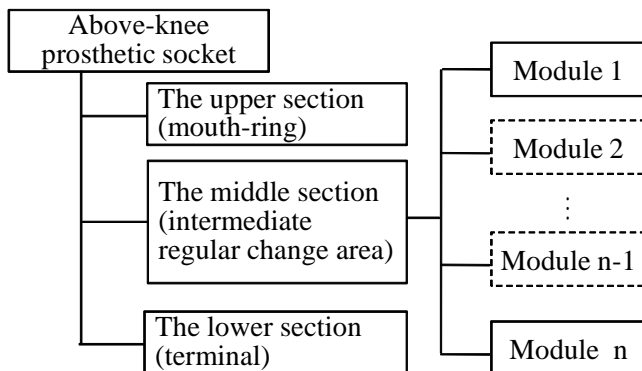 Above-knee
prosthetic socket
The upper section
(mouth-ring)
The middle section
(intermediate
regular change area)
The lower section
(terminal)
Module 1
Module 2
⋮
Module n-1
Module n